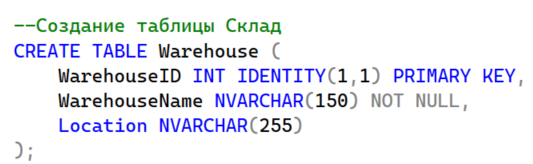 --Создание таблицы Склад
CREATE TABLE Warehouse (
    WarehouseID INT IDENTITY(1,1) PRIMARY KEY,
    WarehouseName NVARCHAR(150) NOT NULL,
    Location NVARCHAR(255)
);